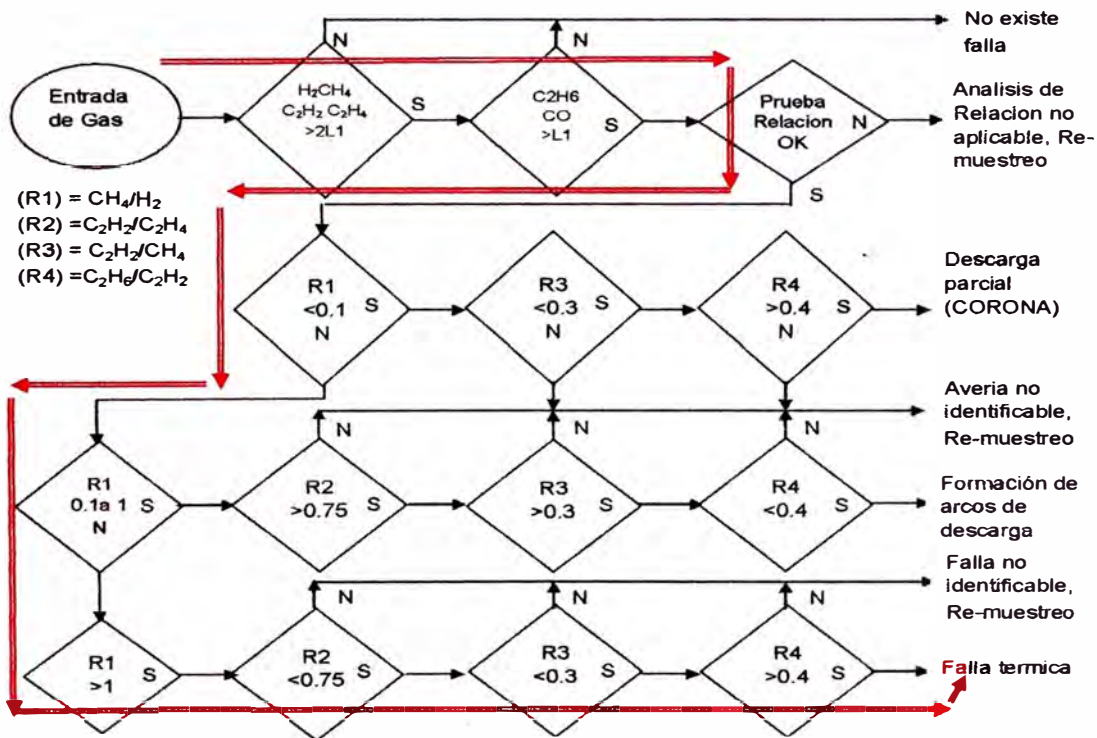 No existe
falla
N
N
Entrada
de Gas
H₂CH₄
C₂H₂ C₂H₄
>2L1
S
C2H6
CO
>L1
S
Prueba
Relacion
OK
N
S
Analisis de
Relacion no
aplicable, Re-
muestreo
(R1) = CH₄/H₂
(R2) =C₂H₂/C₂H₄
(R3) = C₂H₂/CH₄
(R4) =C₂H₆/C₂H₂
R1
<0.1
S
N
R3
<0.3
S
N
R4
>0.4
S
N
Descarga
parcial
(CORONA)
Averia no
identificable,
Re-muestreo
N
N
N
R1
0.1a 1
S
N
R2
>0.75
S
R3
>0.3
S
R4
<0.4
S
Formación de
arcos de
descarga
Falla no
identificable,
Re-muestreo
N
N
N
R1
>1
S
R2
<0.75
S
R3
<0.3
S
R4
>0.4
S
Falla termica